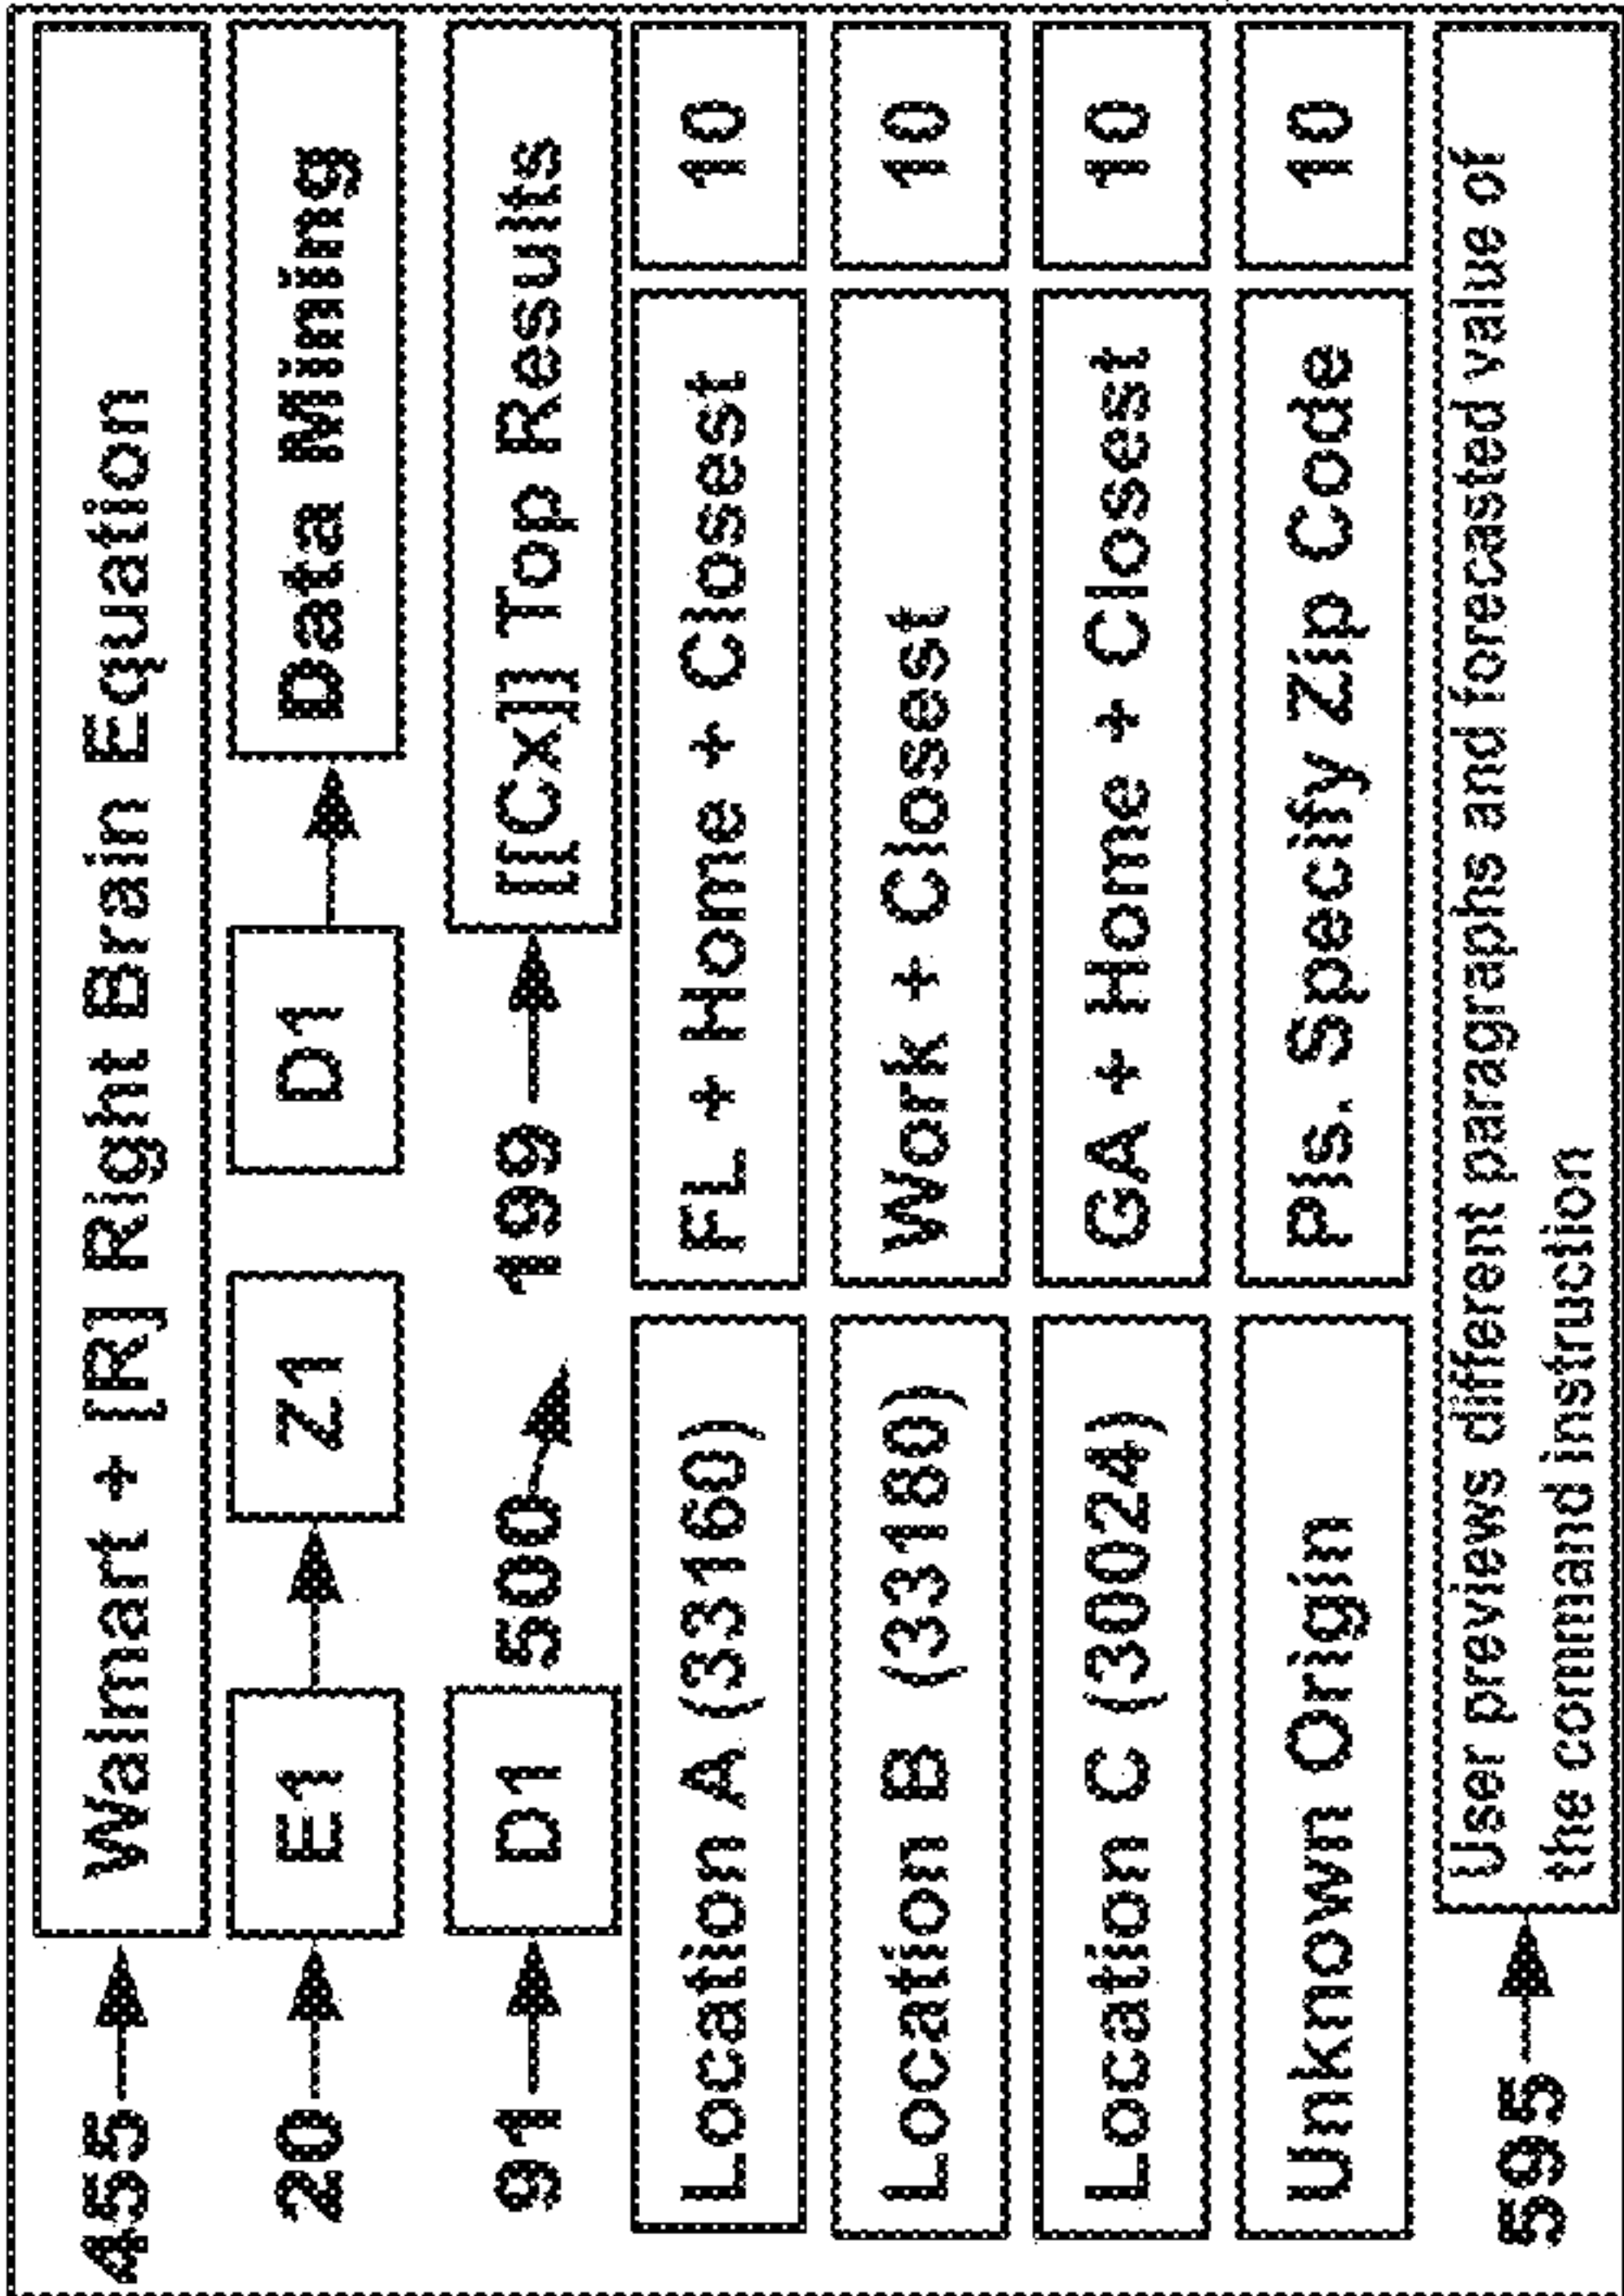 455 Walmart + [R] Right Brain Equation
20 E1 Z1 D1 Data Mining
91 D1 500 199 [[Cx]] Top Results
Location A (33160) FL + Home + Closest 10
Location B (33180) Work + Closest 10
Location C (30024) GA + Home + Closest 10
Unknown Origin Pls. Specify Zip Code 10
595 User previews different paragraphs and forecasted value of
the command instruction